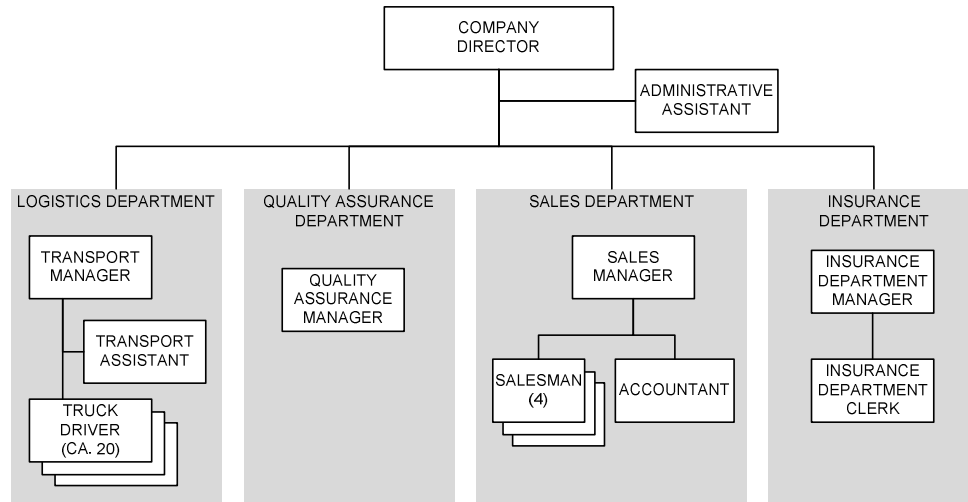 COMPANY
DIRECTOR
ADMINISTRATIVE
ASSISTANT
LOGISTICS DEPARTMENT
TRANSPORT
MANAGER
TRANSPORT
ASSISTANT
TRUCK
DRIVER
(CA. 20)
QUALITY ASSURANCE
DEPARTMENT
QUALITY
ASSURANCE
MANAGER
SALES DEPARTMENT
SALES
MANAGER
SALESMAN
(4)
ACCOUNTANT
INSURANCE
DEPARTMENT
INSURANCE
DEPARTMENT
MANAGER
INSURANCE
DEPARTMENT
CLERK